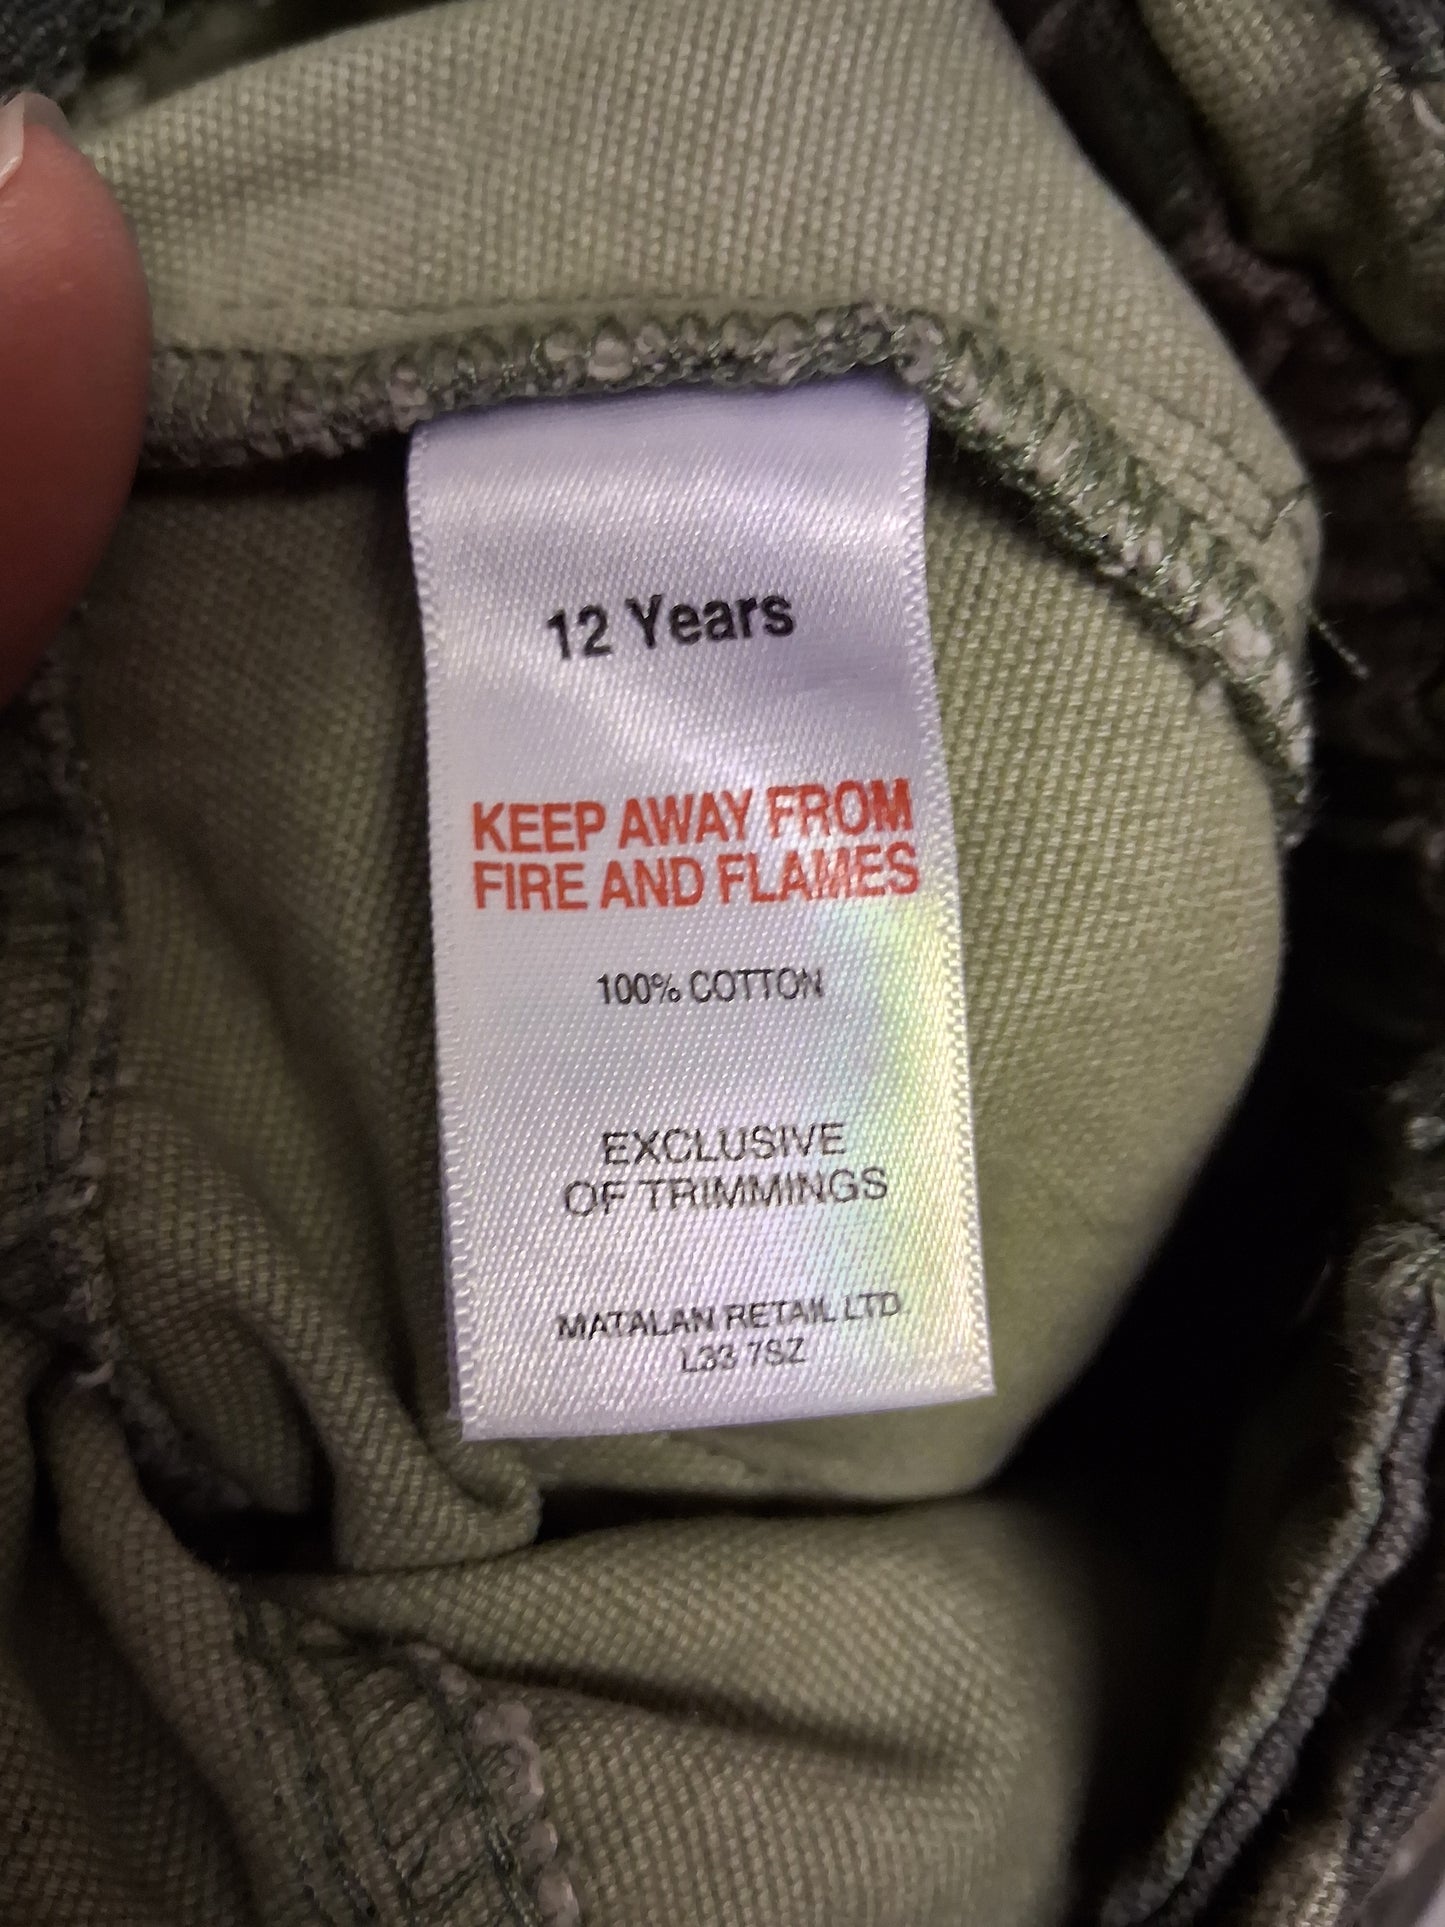 12 Years
KEEP AWAY FROM
FIRE AND FLAMES
100% COTTON
EXCLUSIVE
OF TRIMMINGS
MATALAN RETAIL LTD
L33 7SZ